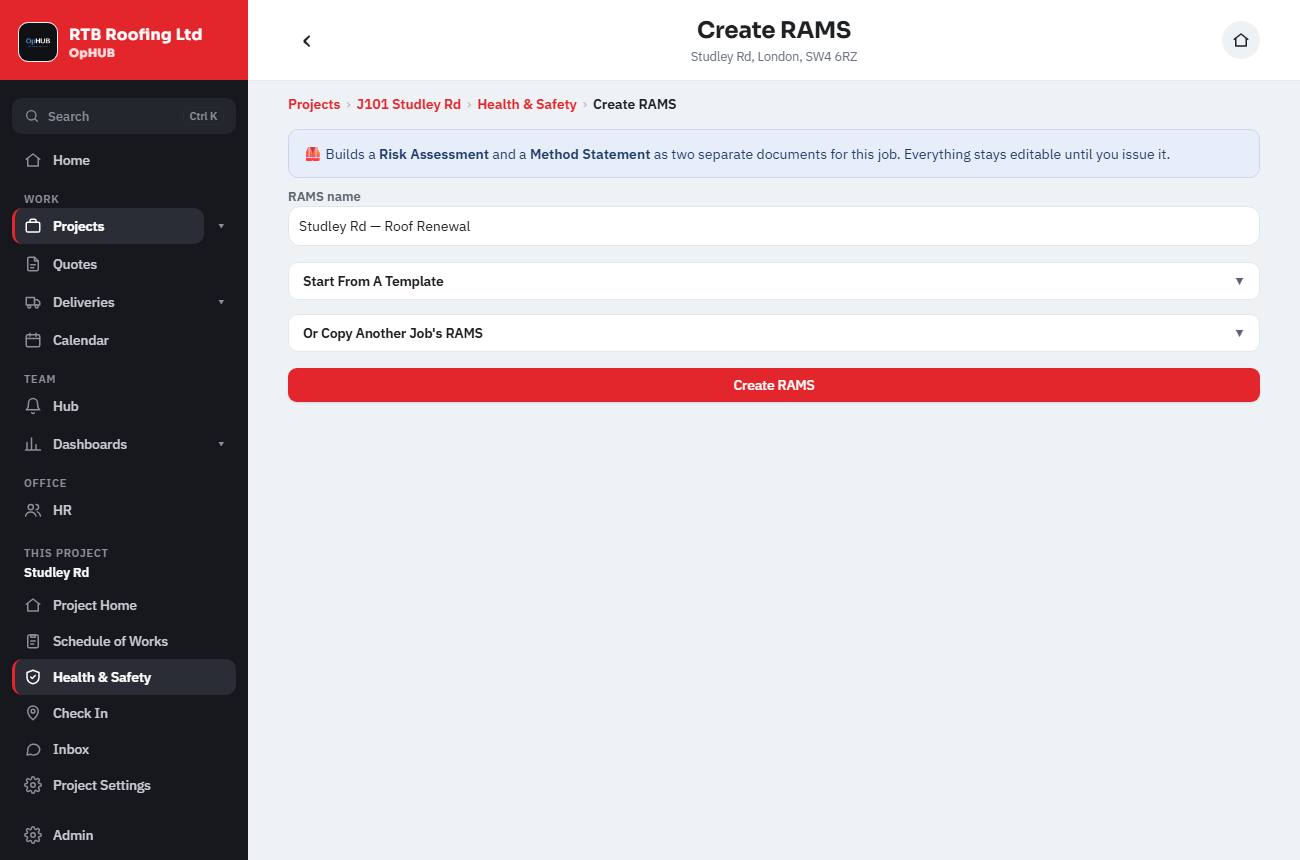 OpHUB
RTB Roofing Ltd
OpHUB
Search Ctrl K
Home
WORK
Projects
Quotes
Deliveries
Calendar
TEAM
Hub
Dashboards
OFFICE
HR
THIS PROJECT
Studley Rd
Project Home
Schedule of Works
Health & Safety
Check In
Inbox
Project Settings
Admin
Create RAMS
Studley Rd, London, SW4 6RZ
Projects › J101 Studley Rd › Health & Safety › Create RAMS
Builds a Risk Assessment and a Method Statement as two separate documents for this job. Everything stays editable until you issue it.
RAMS name
Studley Rd — Roof Renewal
Start From A Template
Or Copy Another Job's RAMS
Create RAMS